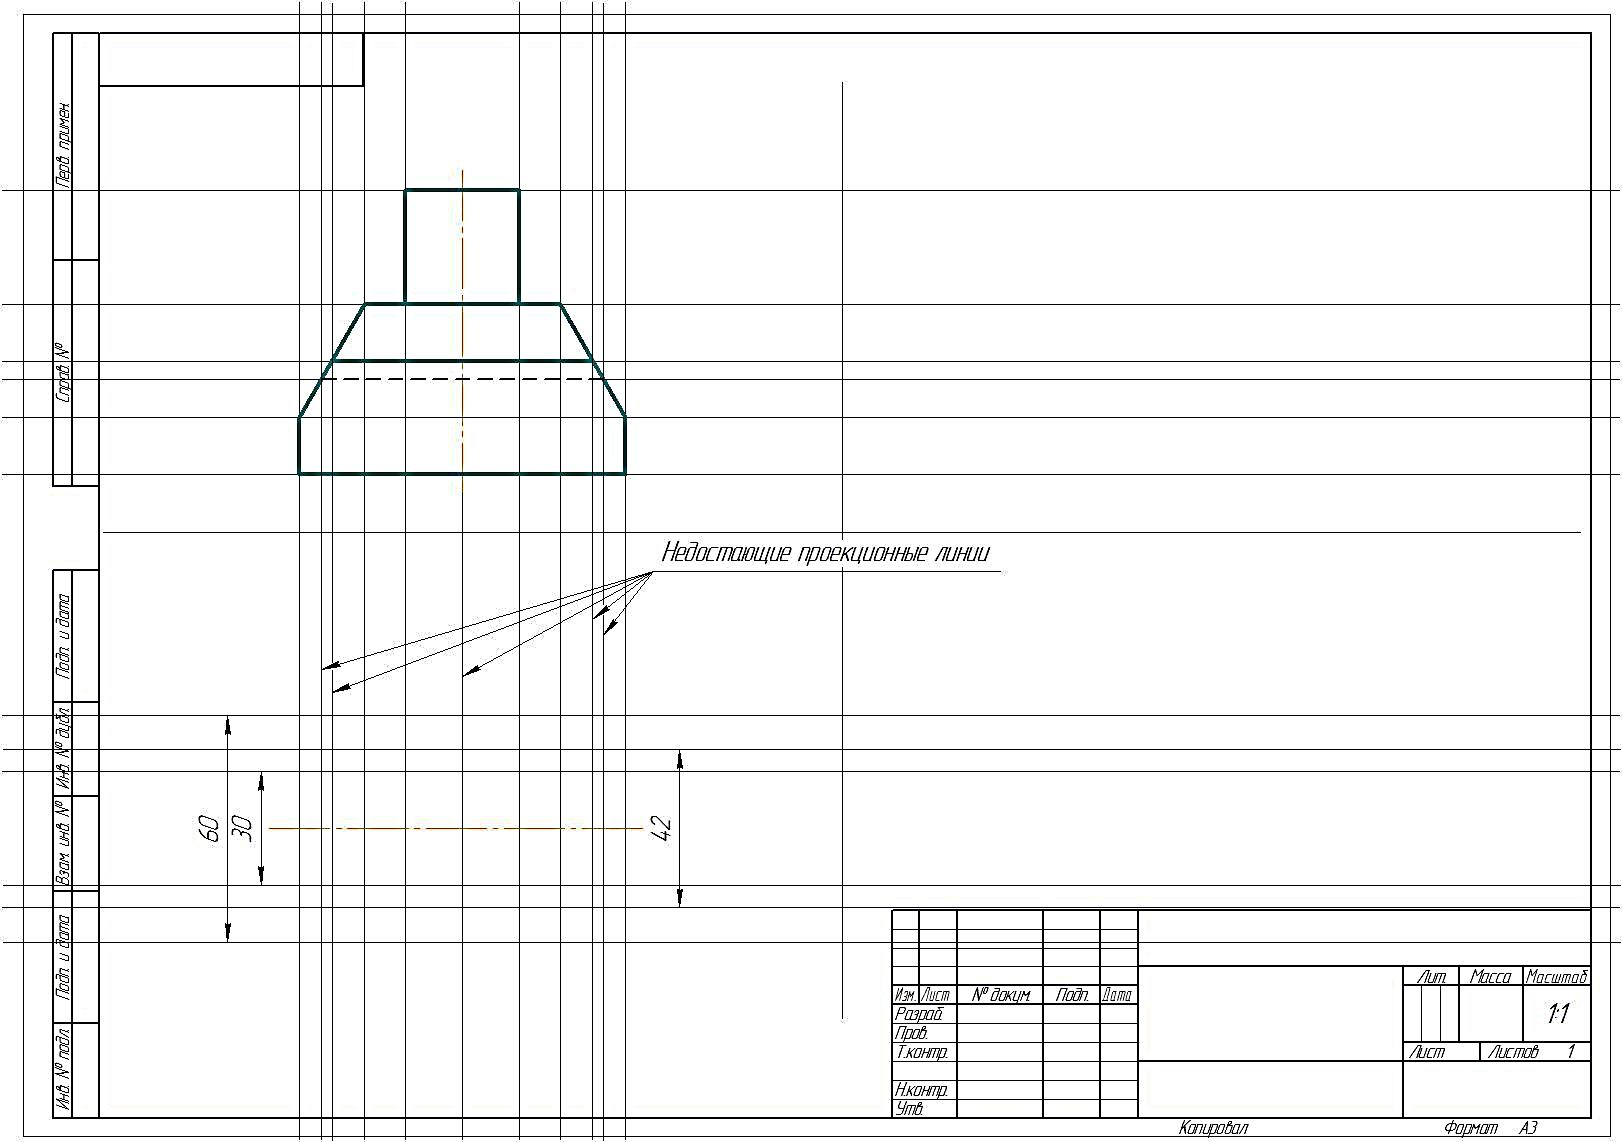 Перв. примен.
Справ. №
Подп. и дата
Инв. № дубл.
Взам. инв. №
Подп. и дата
Инв. № подл.
Недостающие проекционные линии
60
30
42
Изм. Лист № докум. Подп. Дата
Разраб.
Пров.
Т.контр.
Н.контр.
Утв.
Лит. Масса Масштаб
1:1
Лист Листов 1
Копировал Формат А3